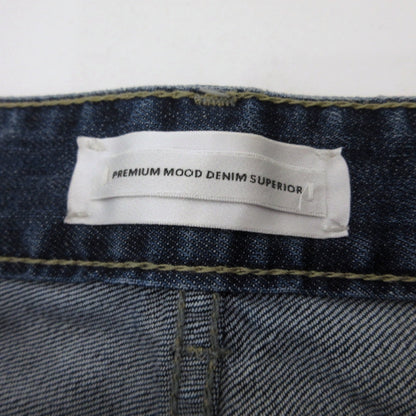 PREMIUM MOOD DENIM SUPERIOR